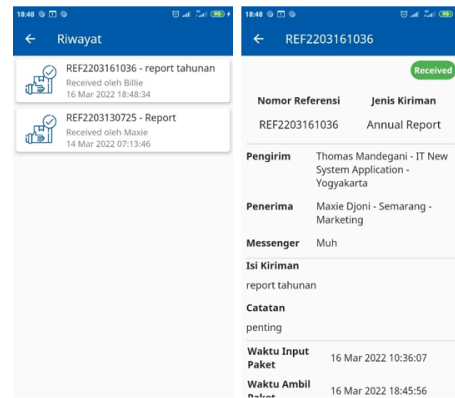 18:48
Riwayat
REF2203161036 - report tahunan
Received oleh Billie
16 Mar 2022 18:48:34
REF2203130725 - Report
Received oleh Maxie
14 Mar 2022 07:13:46
18:48
REF2203161036
Received
Nomor Referensi Jenis Kiriman
REF2203161036 Annual Report
Pengirim Thomas Mandegani - IT New
System Application -
Yogyakarta
Penerima Maxie Djoni - Semarang -
Marketing
Messenger Muh
Isi Kiriman
report tahunan
Catatan
penting
Waktu Input
Paket 16 Mar 2022 10:36:07
Waktu Ambil
Paket 16 Mar 2022 18:45:56